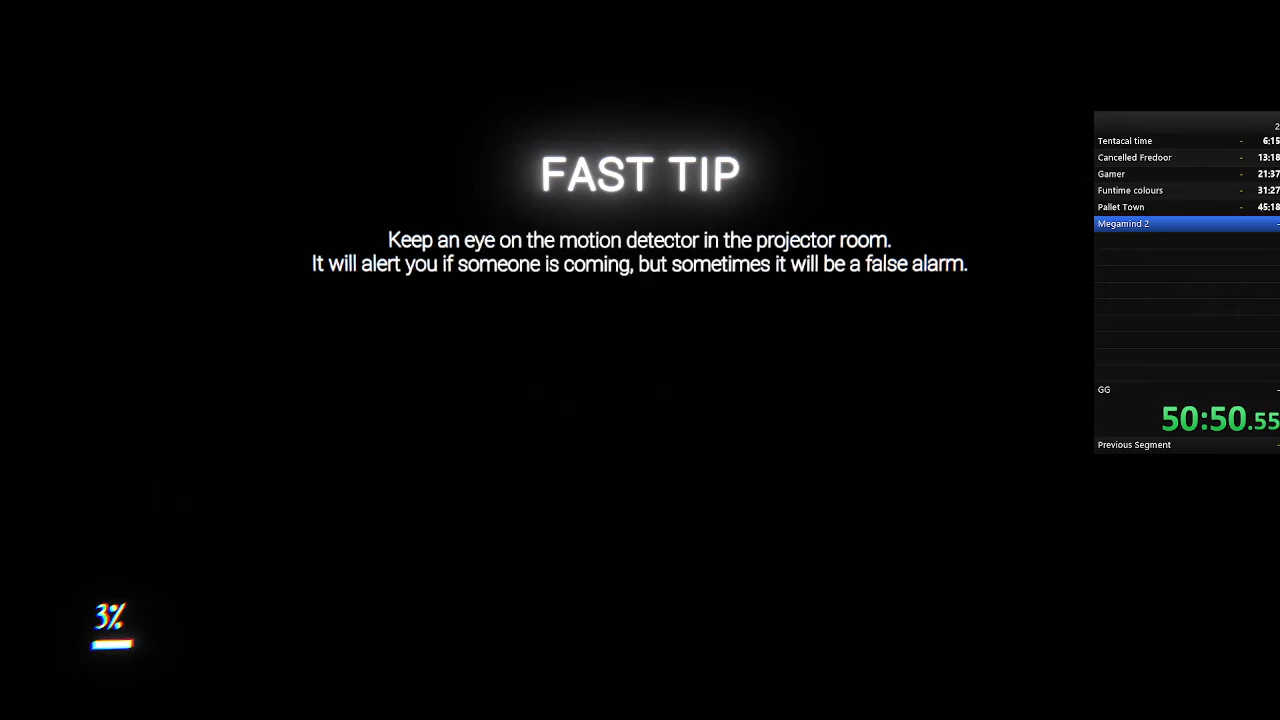 2
FAST TIP
Keep an eye on the motion detector in the projector room.
It will alert you if someone is coming, but sometimes it will be a false alarm.
Tentacal time - 6:15
Cancelled Fredoor - 13:18
Gamer - 21:37
Funtime colours - 31:27
Pallet Town - 45:18
Megamind 2 -
GG -
50:50.55
Previous Segment -
3%